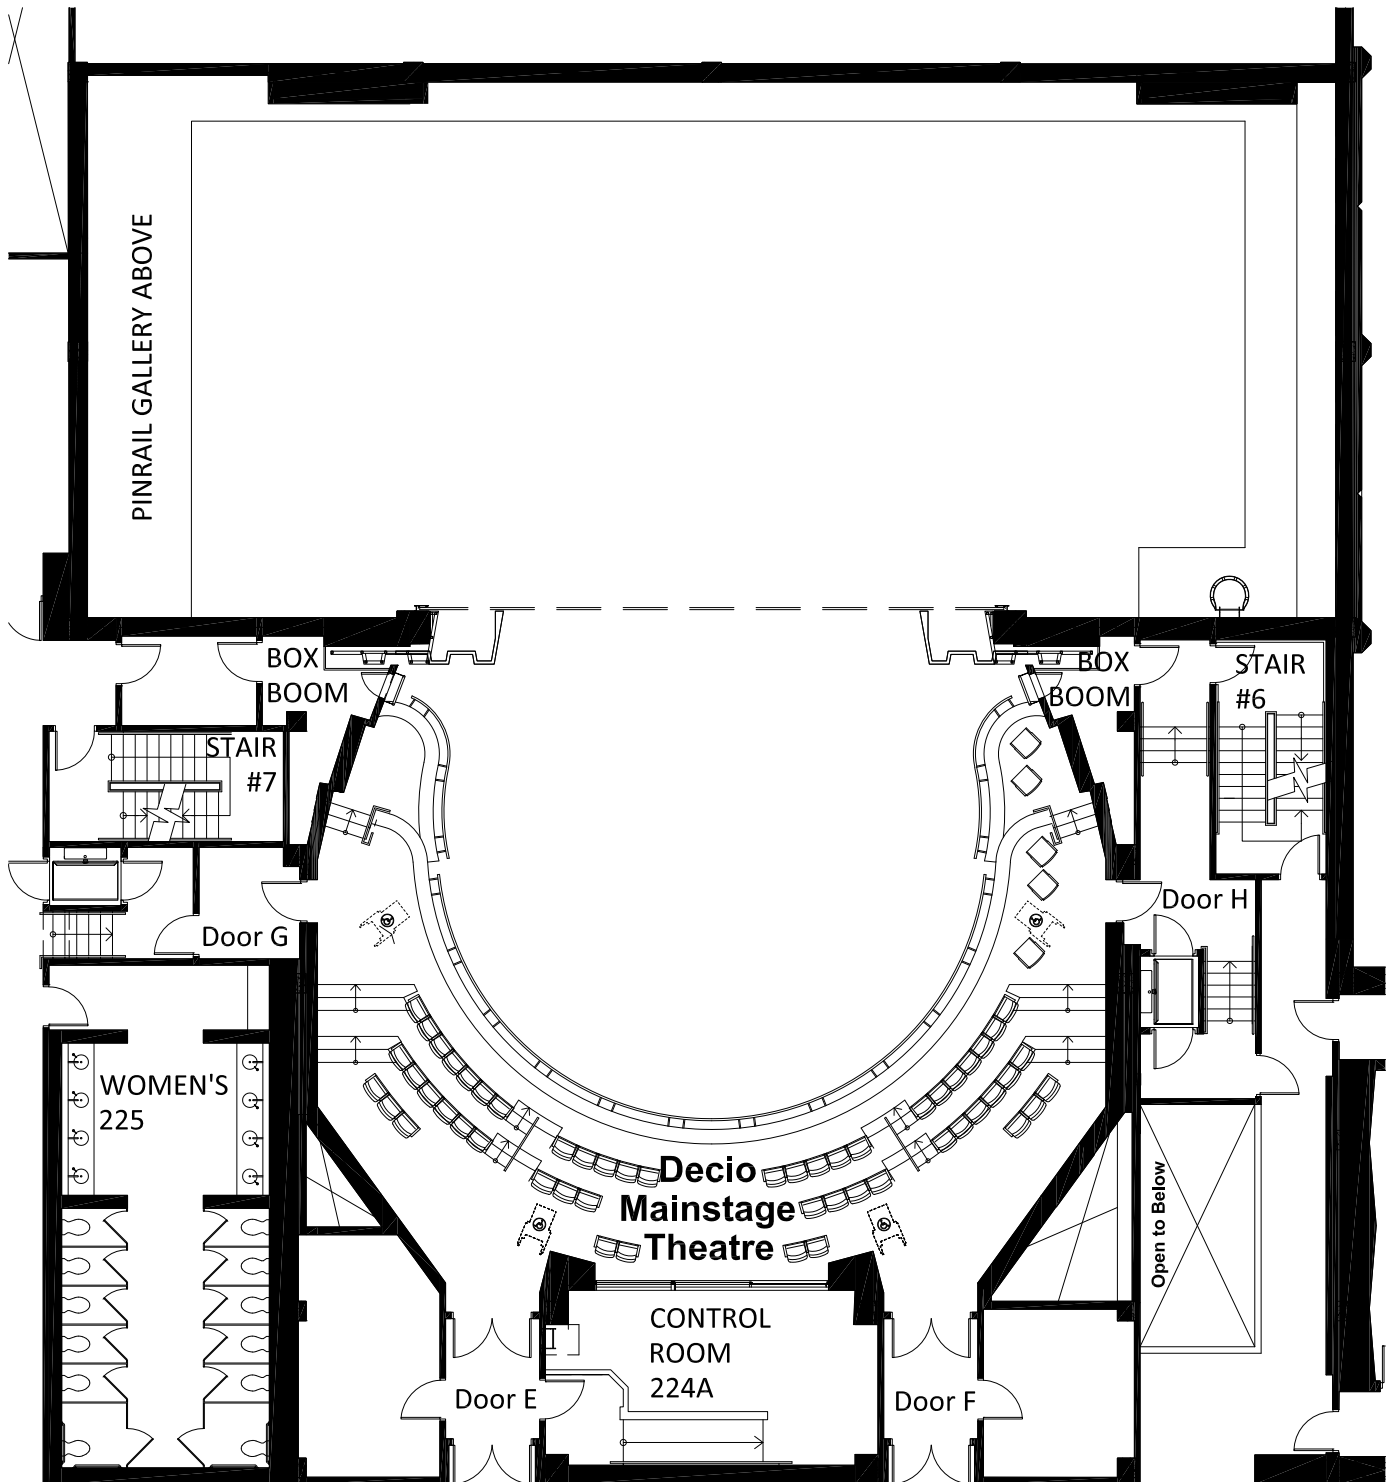 PINRAIL GALLERY ABOVE
BOX
BOOM
BOX
BOOM
STAIR
#6
STAIR
#7
Door G
Door H
WOMEN'S
225
Decio
Mainstage
Theatre
Open to Below
CONTROL
ROOM
224A
Door E
Door F